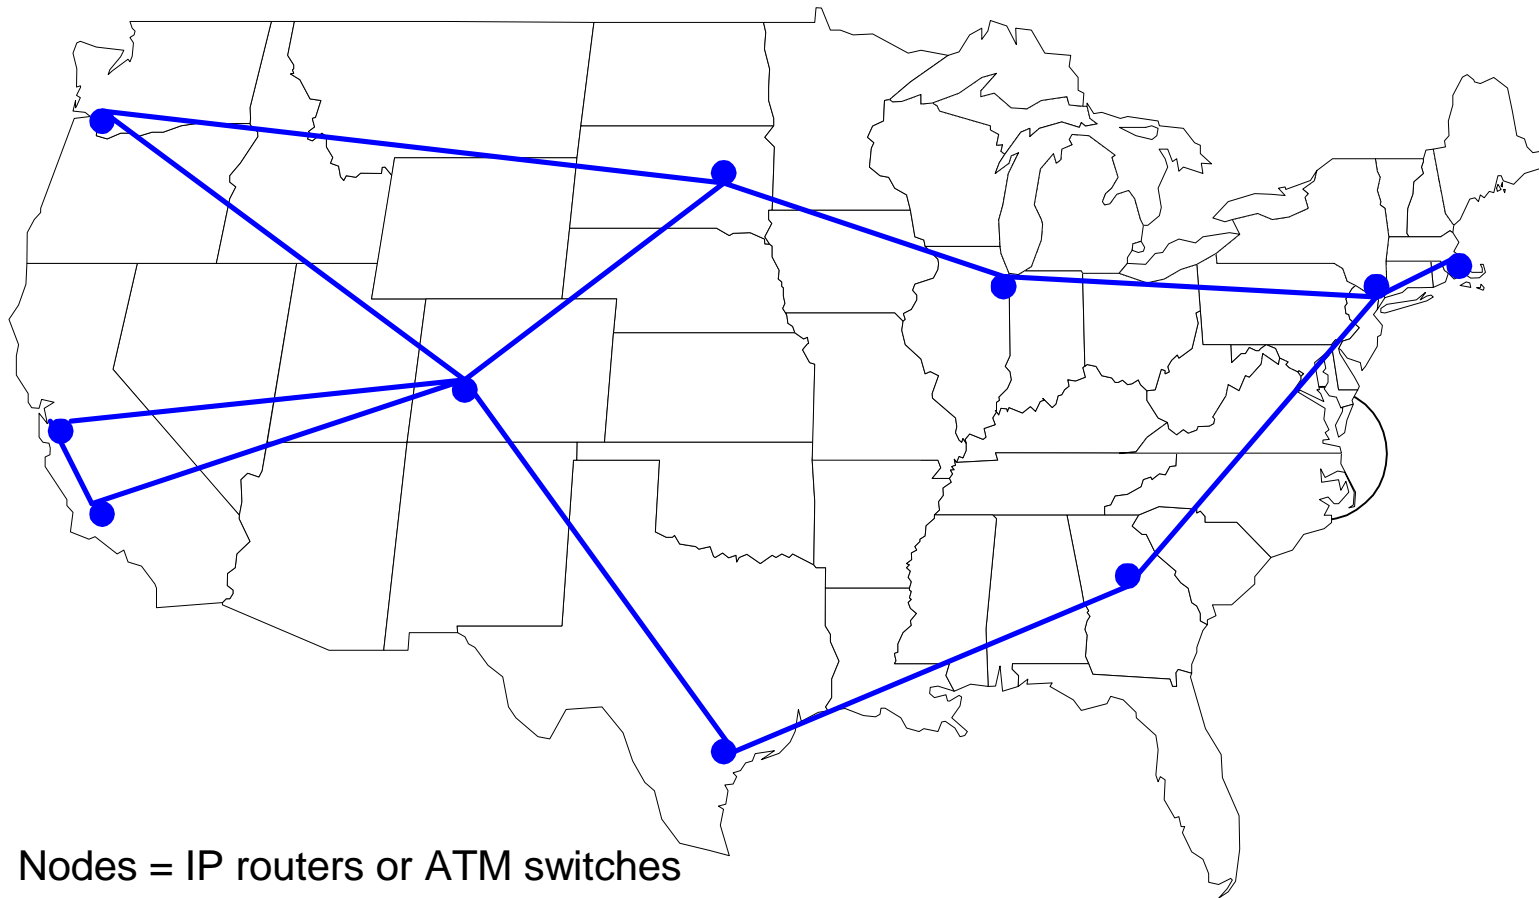 Nodes = IP routers or ATM switches